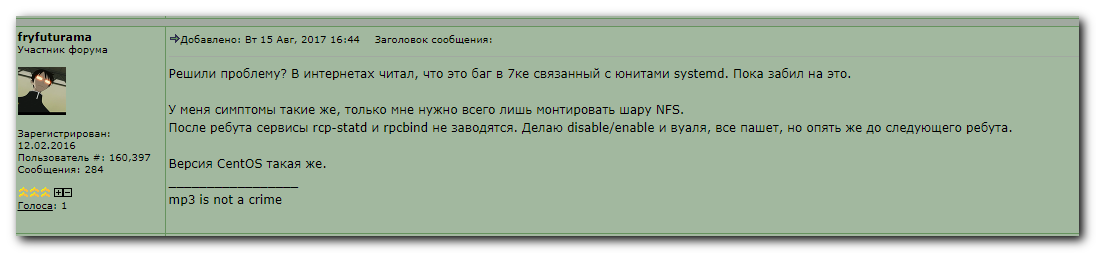 fryfuturama
Участник форума
Зарегистрирован:
12.02.2016
Пользователь #: 160,397
Сообщения: 284
Голоса: 1
Добавлено: Вт 15 Авг, 2017 16:44 Заголовок сообщения:
Решили проблему? В интернетах читал, что это баг в 7ке связанный с юнитами systemd. Пока забил на это.
У меня симптомы такие же, только мне нужно всего лишь монтировать шару NFS.
После ребута сервисы rcp-statd и rpcbind не заводятся. Делаю disable/enable и вуаля, все пашет, но опять же до следующего ребута.
Версия CentOS такая же.
_________________
mp3 is not a crime